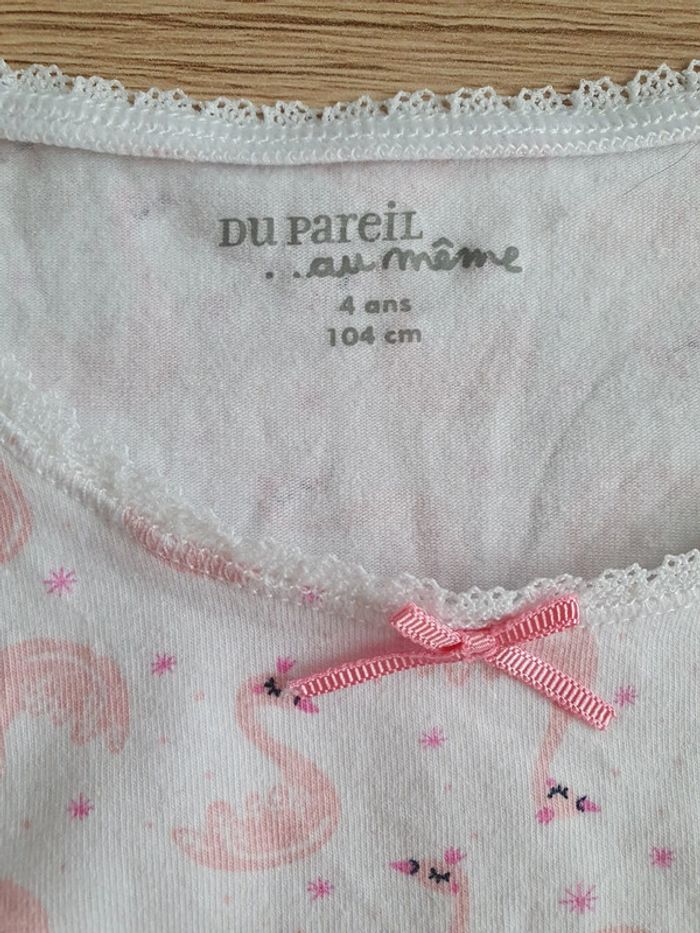 DU PAREIL
...au même
4 ans
104 cm